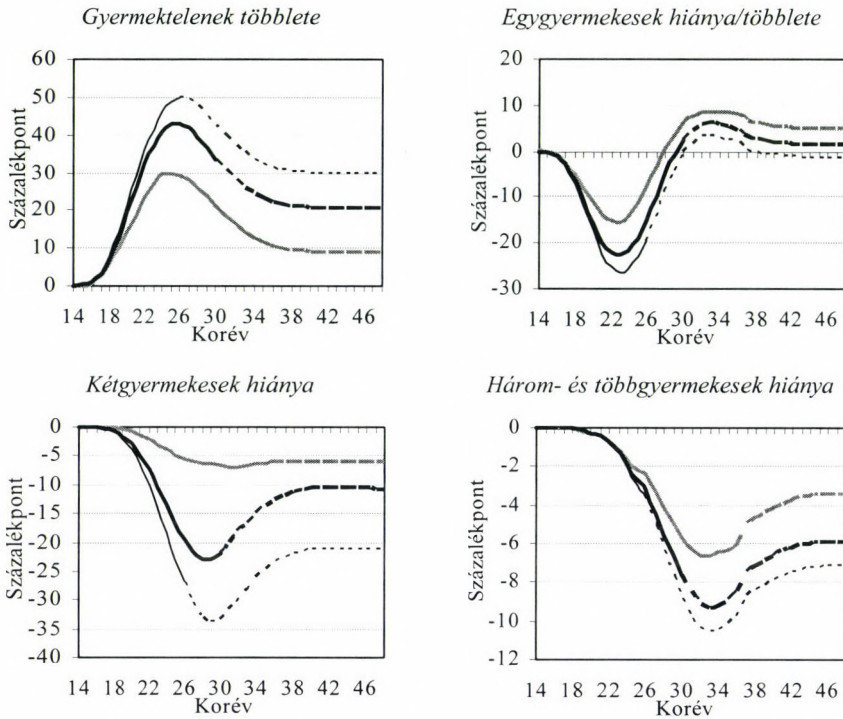 Gyermektelenek többlete
Százalékpont
60
50
40
30
20
10
0
14 18 22 26 30 34 38 42 46
Korév
Egygyermekesek hiánya/többlete
Százalékpont
20
10
0
-10
-20
-30
14 18 22 26 30 34 38 42 46
Korév
Kétgyermekesek hiánya
Százalékpont
0
-5
-10
-15
-20
-25
-30
-35
-40
14 18 22 26 30 34 38 42 46
Korév
Három- és többgyermekesek hiánya
Százalékpont
0
-2
-4
-6
-8
-10
-12
14 18 22 26 30 34 38 42 46
Korév